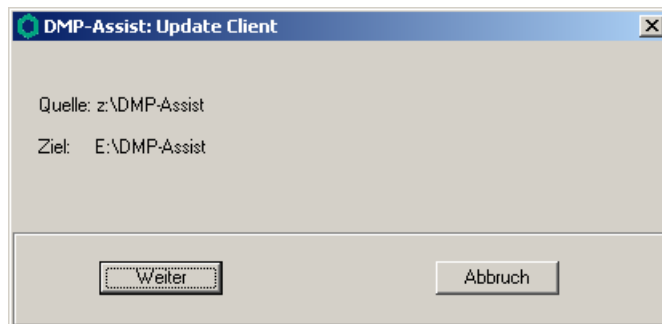 DMP-Assist: Update Client
Quelle: z:\DMP-Assist
Ziel: E:\DMP-Assist
Weiter
Abbruch